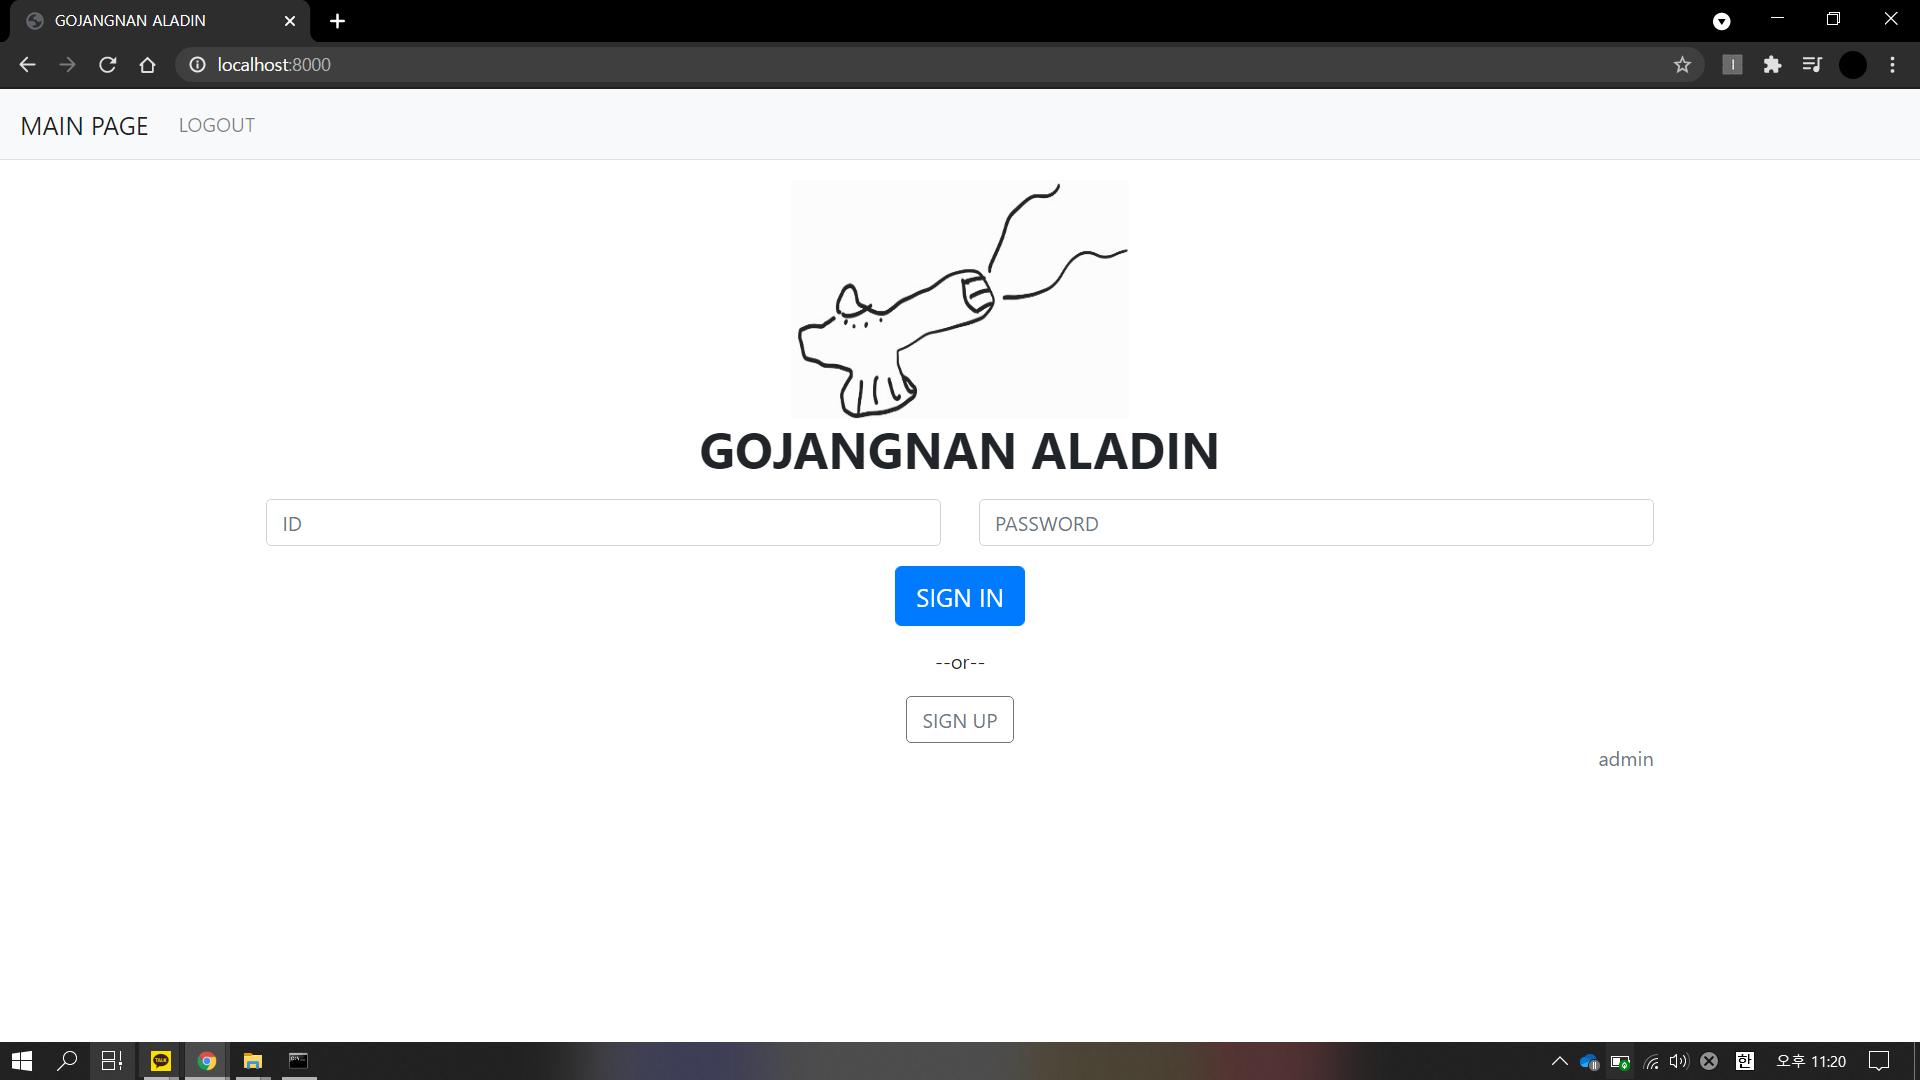 GOJANGNAN ALADIN
localhost:8000
MAIN PAGE LOGOUT
GOJANGNAN ALADIN
ID PASSWORD
SIGN IN
--or--
SIGN UP
admin
TALK
한 오후 11:20